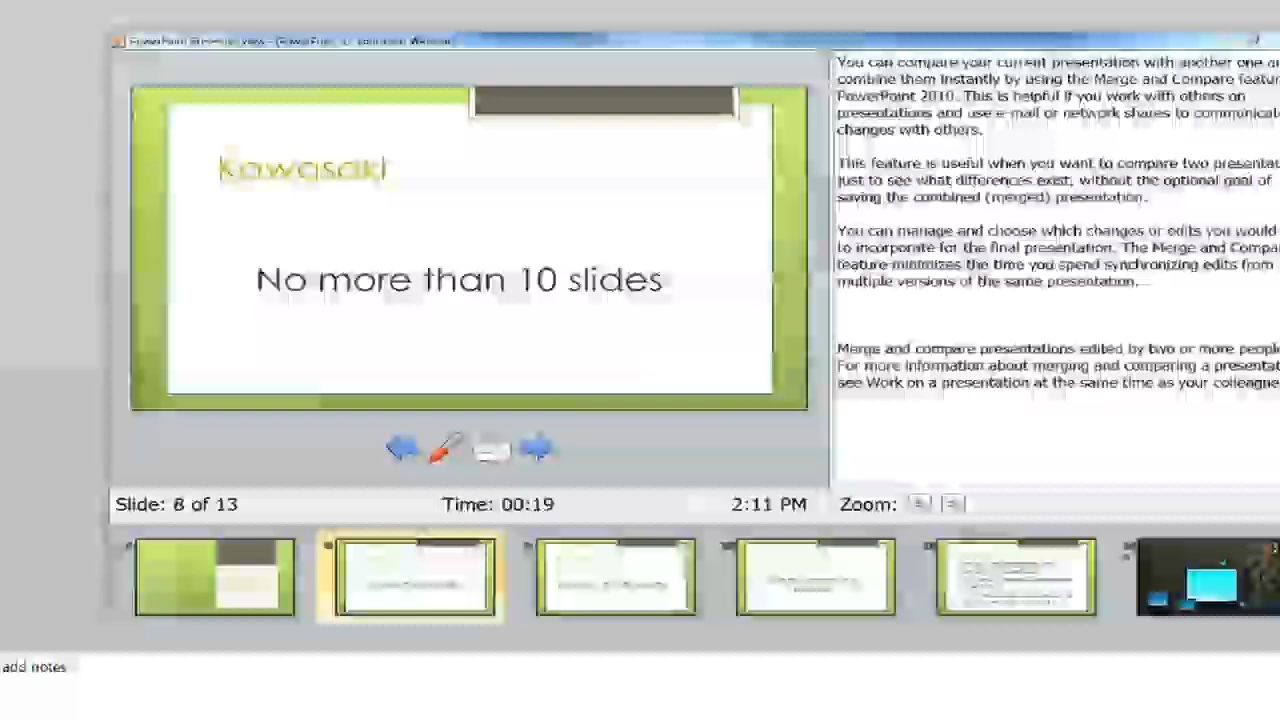 PowerPoint Presenter View - [PowerPoint
Kawasaki
No more than 10 slides
Slide: 8 of 13
Time: 00:19
2:11 PM
You can compare your current presentation with another one
combine them instantly by using the Merge and Compare featur
PowerPoint 2010. This is helpful if you work with others on
presentations and use e-mail or network shares to communicat
changes with others.
This feature is useful when you want to compare two presentat
just to see what differences exist, without the optional goal of
saving the combined (merged) presentation.
You can manage and choose which changes or edits you would
to incorporate for the final presentation. The Merge and Compa
feature minimizes the time you spend synchronizing edits from
multiple versions of the same presentation.
Merge and compare presentations edited by two or more people
For more information about merging and comparing a presentat
see Work on a presentation at the same time as your colleague
Zoom:
add notes